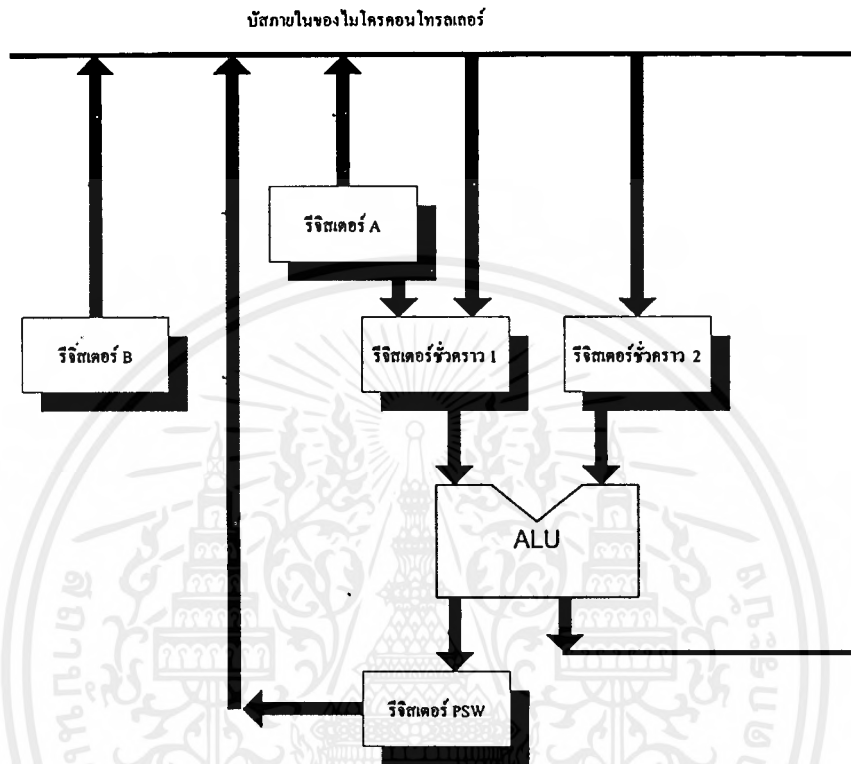 บัสภายในของไมโครคอนโทรลเลอร์
รีจิสเตอร์ A
รีจิสเตอร์ B
รีจิสเตอร์ชั่วคราว 1
รีจิสเตอร์ชั่วคราว 2
ALU
รีจิสเตอร์ PSW